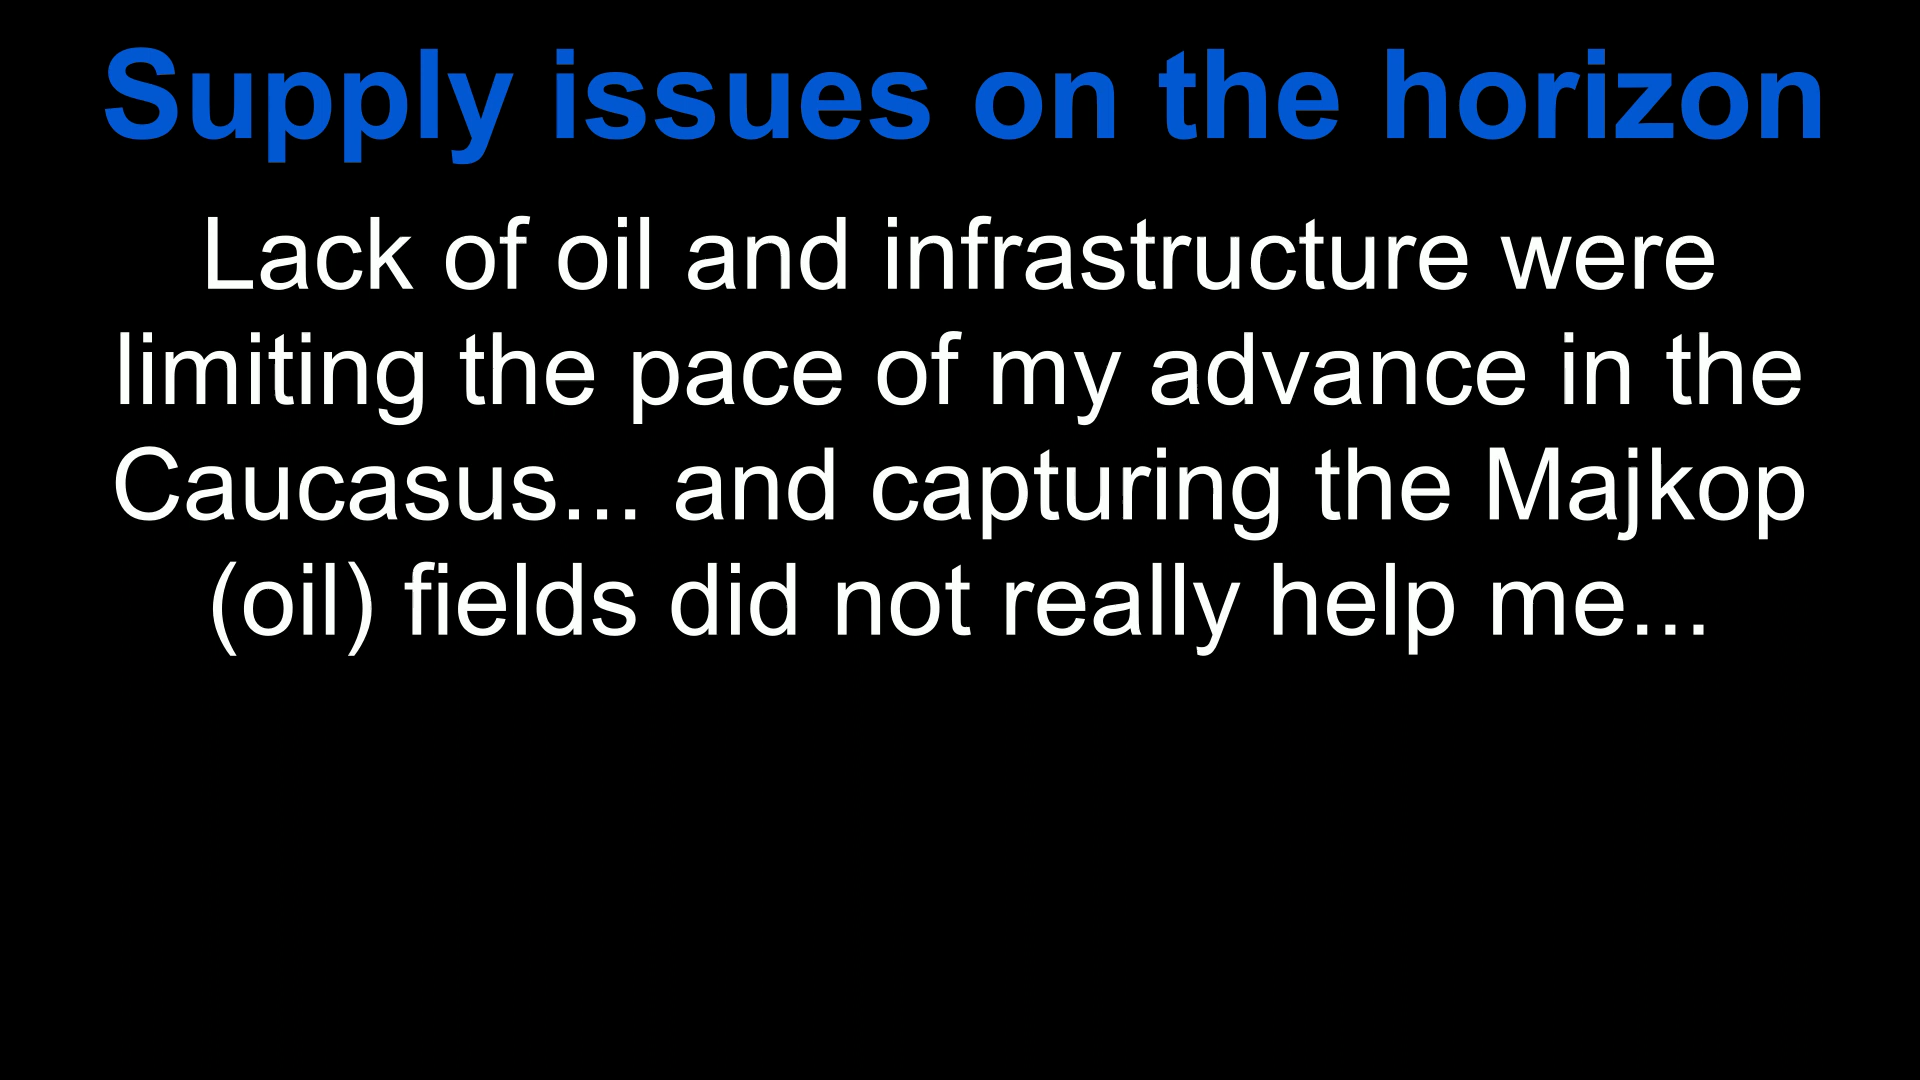 Supply issues on the horizon
Lack of oil and infrastructure were
limiting the pace of my advance in the
Caucasus... and capturing the Majkop
(oil) fields did not really help me...